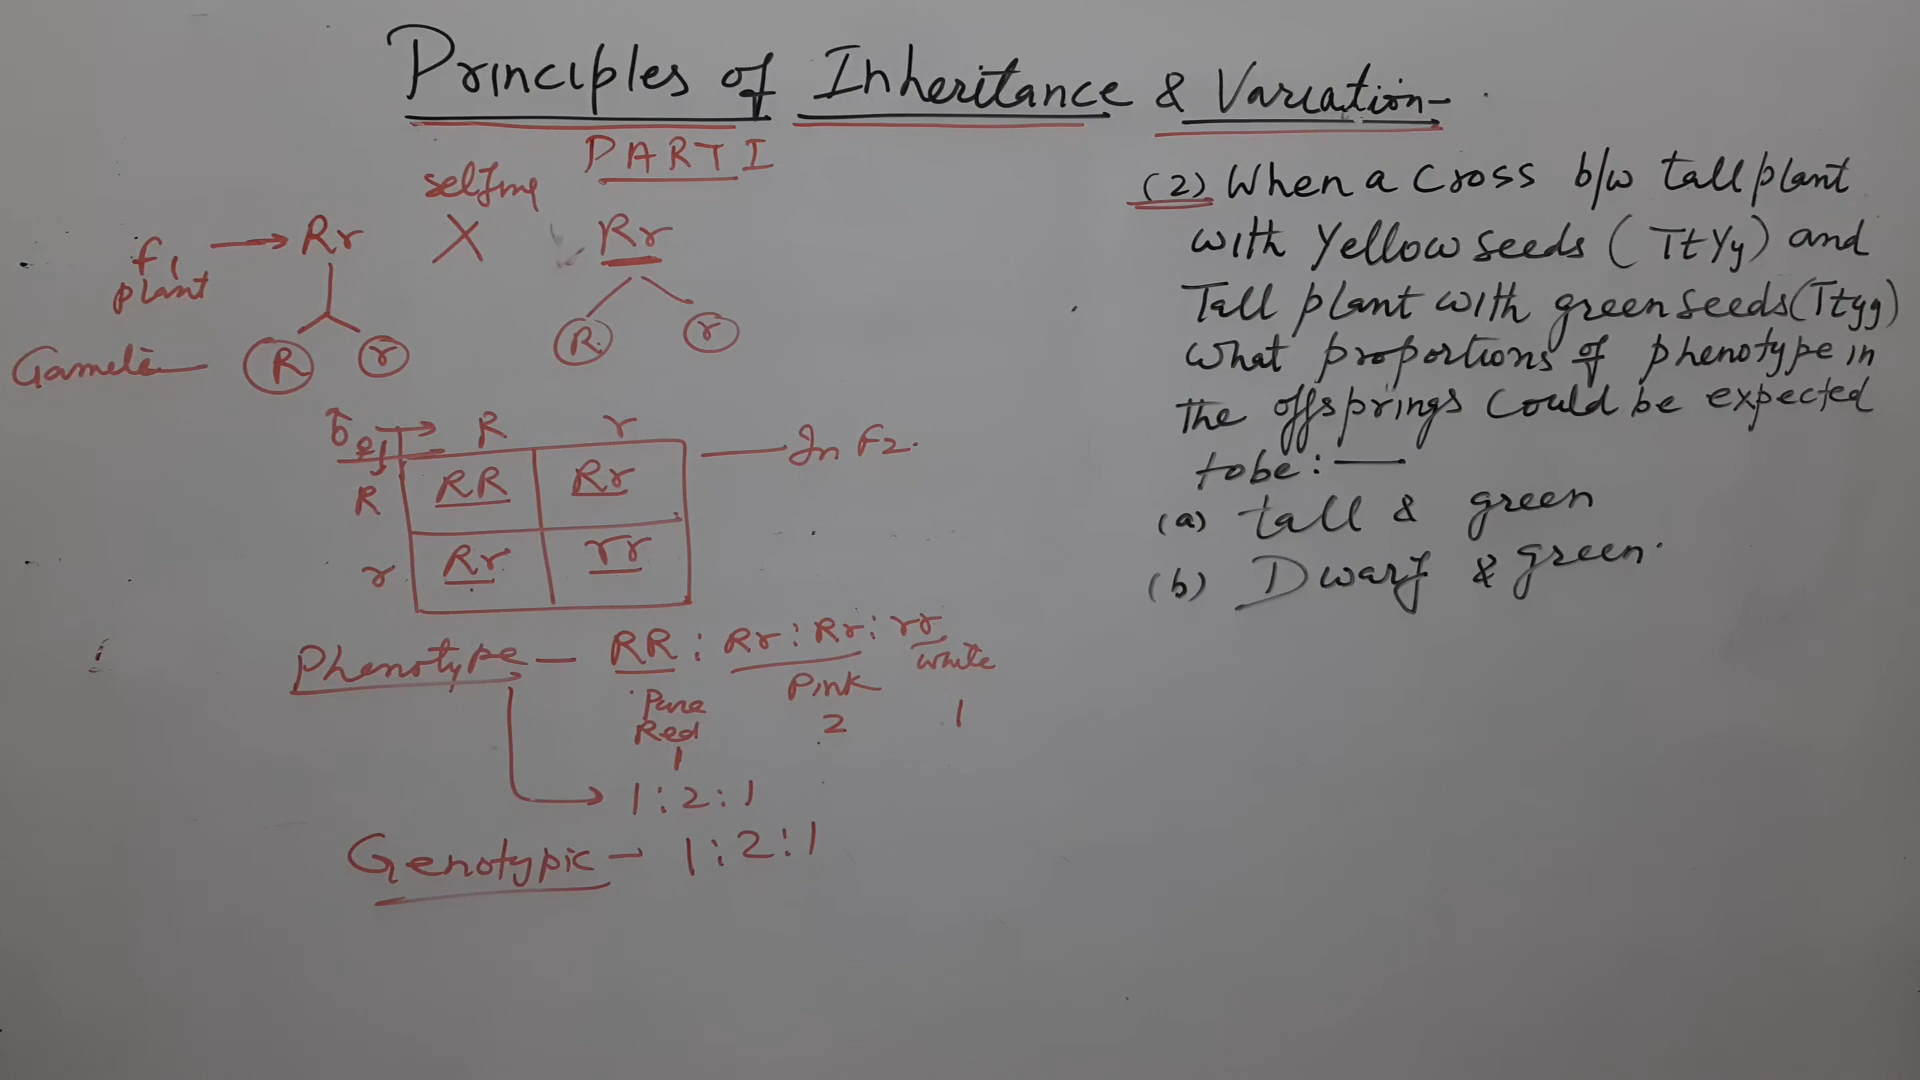 Principles of Inheritance & Variation-
PART I
selfing
f1 plant → Rr X Rr
R r R r
Gamete
R r
R RR Rr — In F2.
r Rr rr
Phenotype — RR : Rr : Rr : rr
Pure Red Pink white
1 2 1
→ 1:2:1
Genotypic — 1:2:1
(2) When a cross b/w tall plant
with Yellow seeds (TtYy) and
Tall plant with green seeds (Ttyy)
what proportions of phenotype in
the offsprings could be expected
to be: —
(a) tall & green
(b) Dwarf & green.